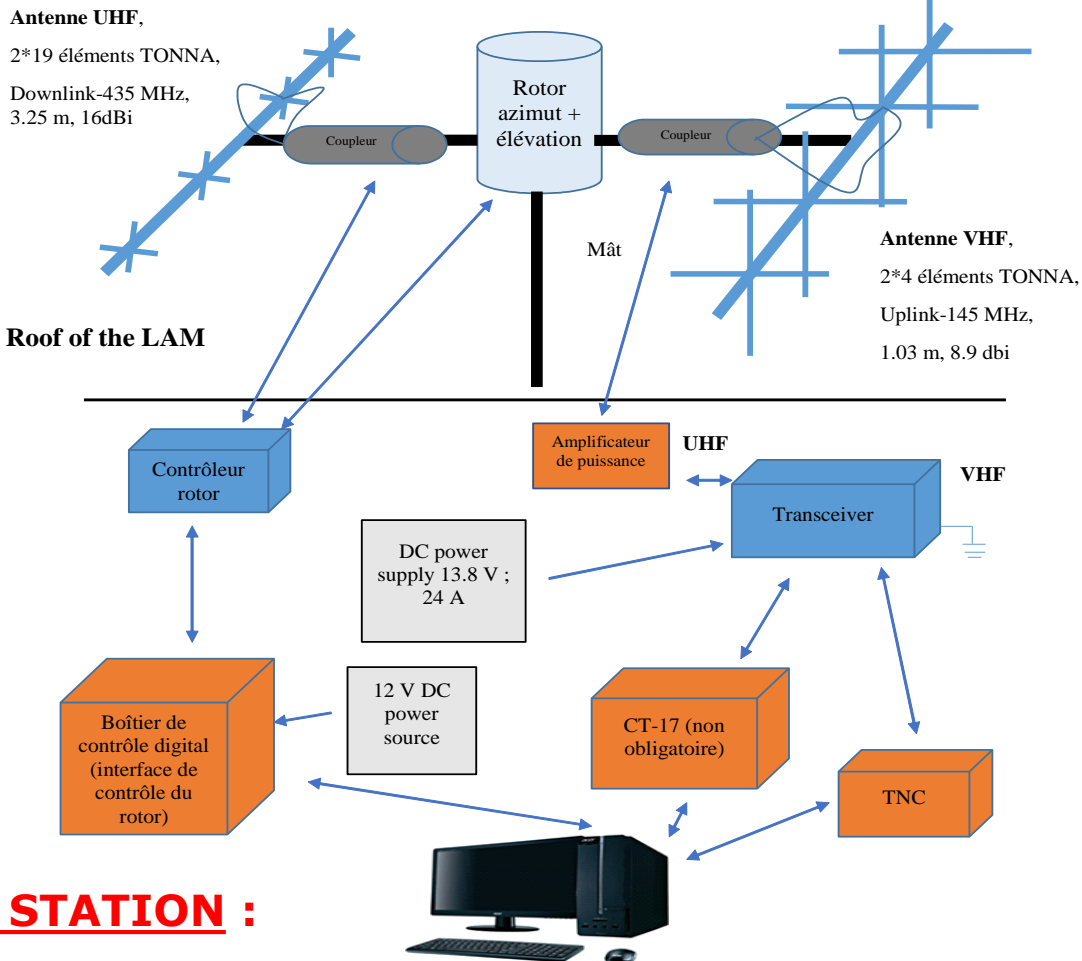 Antenne UHF,
2*19 éléments TONNA,
Downlink-435 MHz,
3.25 m, 16dBi
Coupleur
Rotor
azimut +
élévation
Coupleur
Mât
Antenne VHF,
2*4 éléments TONNA,
Uplink-145 MHz,
1.03 m, 8.9 dbi
Roof of the LAM
Contrôleur
rotor
Amplificateur
de puissance
UHF
VHF
Transceiver
DC power
supply 13.8 V ;
24 A
Boîtier de
contrôle digital
(interface de
contrôle du
rotor)
12 V DC
power
source
CT-17 (non
obligatoire)
TNC
STATION :